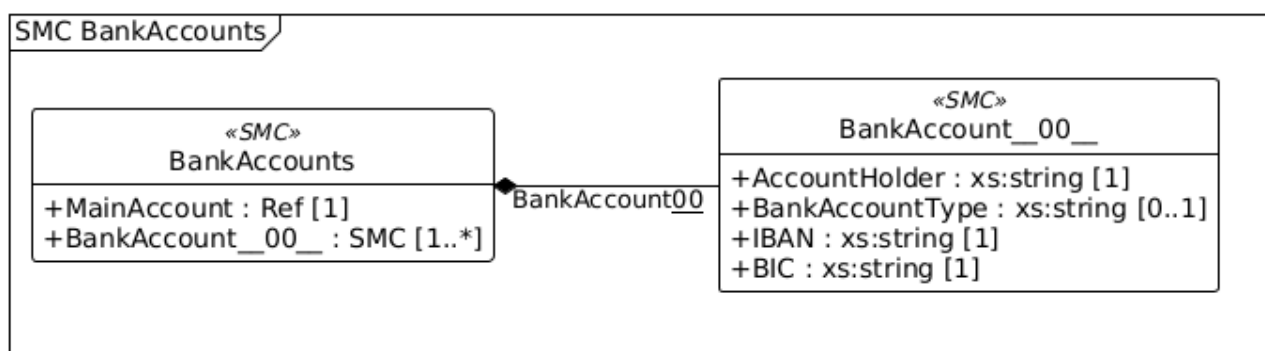 SMC BankAccounts
«SMC»
BankAccounts
+MainAccount : Ref [1]
+BankAccount__00__ : SMC [1..*]
BankAccount00
«SMC»
BankAccount__00__
+AccountHolder : xs:string [1]
+BankAccountType : xs:string [0..1]
+IBAN : xs:string [1]
+BIC : xs:string [1]